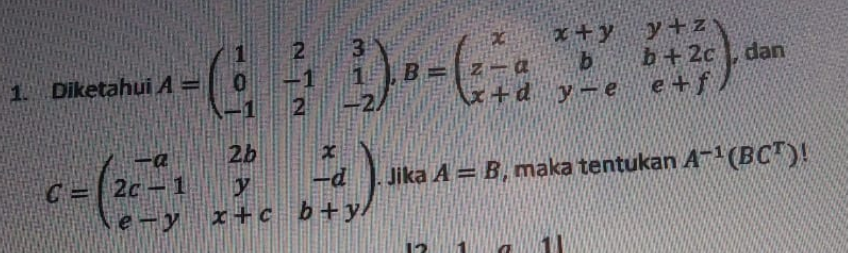 1. Diketahui A = (1 2 3; 0 −1 1; −1 2 −2), B = (x x + y y + z; z − a b b + 2c; x + d y − e e + f), dan
C = (−a 2b x; 2c − 1 y −d; e − y x + c b + y). Jika A = B, maka tentukan A⁻¹(BCᵀ)!